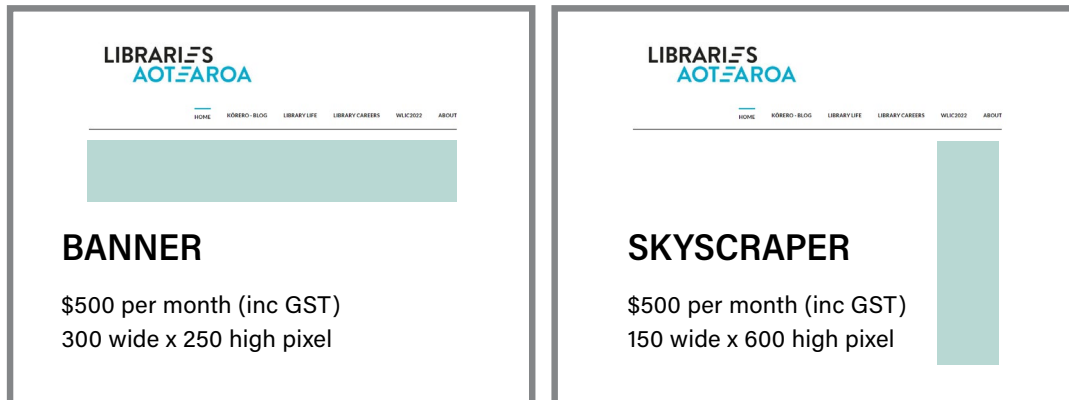 LIBRARIES
AOTEAROA
HOME KŌRERO - BLOG LIBRARY LIFE LIBRARY CAREERS WLIC2022 ABOUT
BANNER
$500 per month (inc GST)
300 wide x 250 high pixel
LIBRARIES
AOTEAROA
HOME KŌRERO - BLOG LIBRARY LIFE LIBRARY CAREERS WLIC2022 ABOUT
SKYSCRAPER
$500 per month (inc GST)
150 wide x 600 high pixel